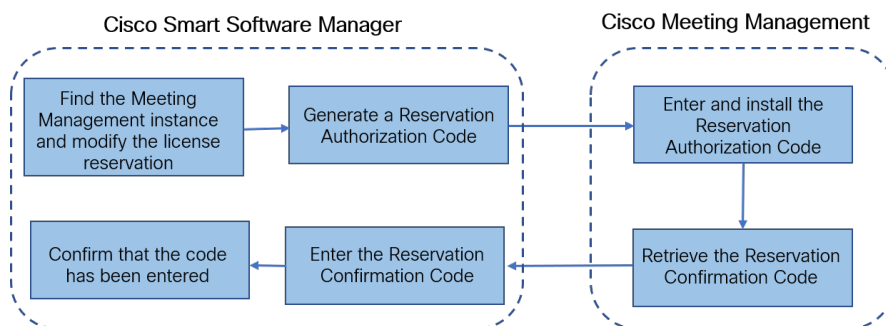 Cisco Smart Software Manager
Cisco Meeting Management
Find the Meeting
Management instance
and modify the license
reservation
Generate a Reservation
Authorization Code
Enter and install the
Reservation
Authorization Code
Retrieve the Reservation
Confirmation Code
Enter the Reservation
Confirmation Code
Confirm that the code
has been entered